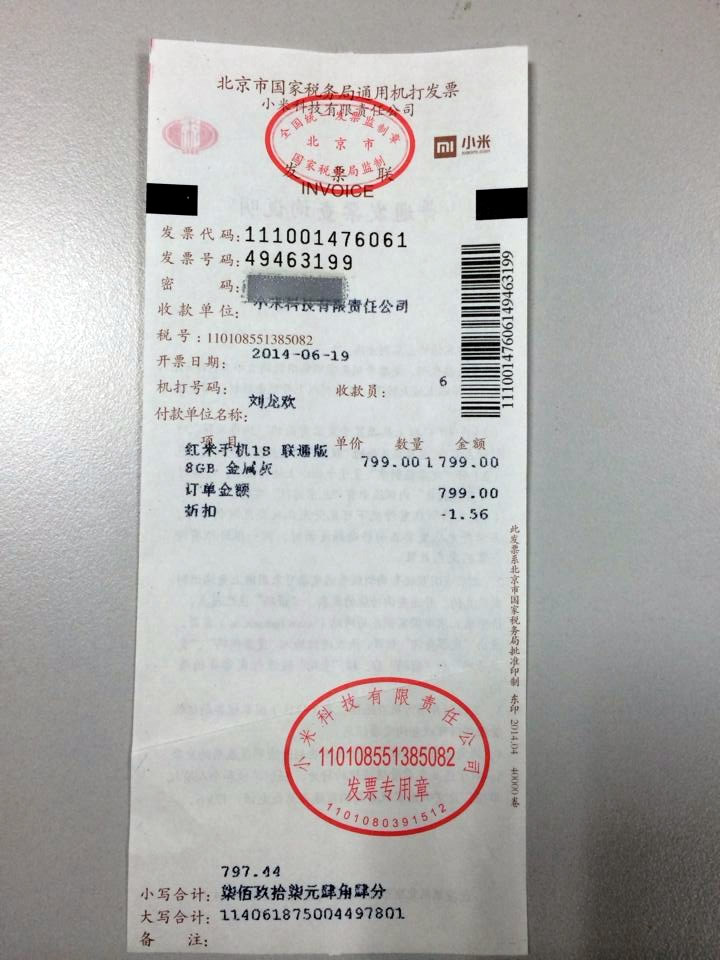 北京市国家税务局通用机打发票
小米科技有限责任公司
全国统一发票监制章
北京市
国家税务局监制
小米
发票联
INVOICE
发票代码:111001476061
发票号码:49463199
密 码:
收款单位:小米科技有限责任公司
税号:110108551385082
开票日期:2014-06-19
机打号码: 收款员:6
付款单位名称:刘龙欢
项目 单价 数量 金额
红米手机1S 联通版 799.00 1 799.00
8GB 金属灰
订单金额 799.00
折扣 -1.56
11100147606149463199
此发票系北京市国家税务局批准印制 东印 2014.04 40000卷
小米科技有限责任公司
110108551385082
发票专用章
1101080391512
797.44
小写合计:柒佰玖拾柒元肆角肆分
大写合计:114061875004497801
备 注: